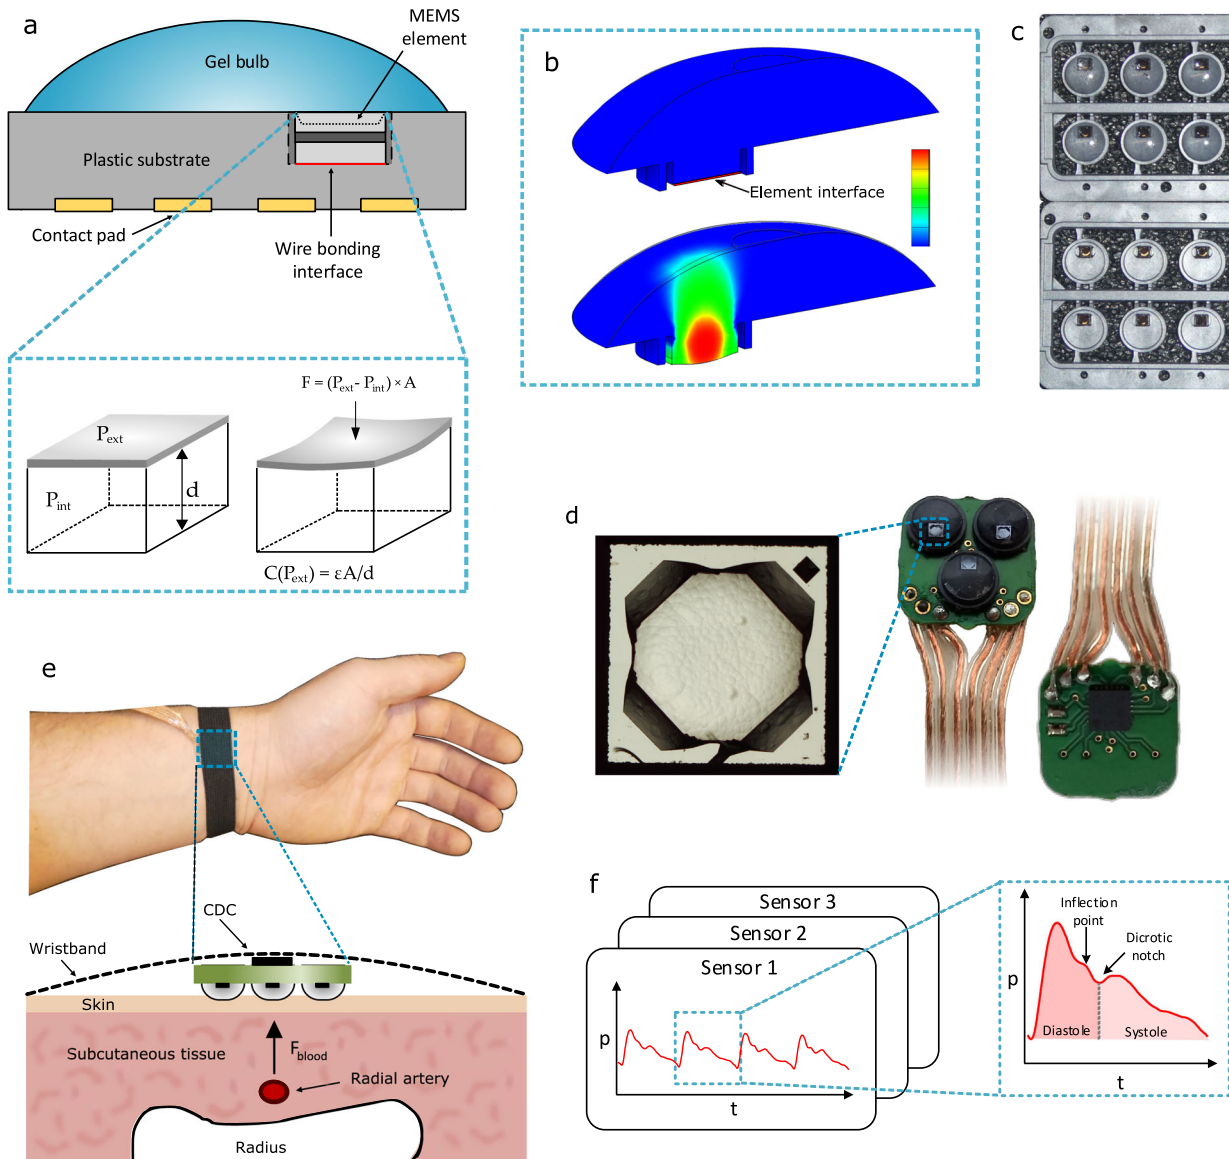 a
MEMS
element
Gel bulb
Plastic substrate
Contact pad
Wire bonding
interface
F = (Pext- Pint) × A
Pext
Pint
d
C(Pext) = εA/d
b
Element interface
c
d
e
CDC
Wristband
Skin
Subcutaneous tissue
Fblood
Radial artery
Radius
f
Sensor 3
Sensor 2
Sensor 1
p
t
Inflection
point
Dicrotic
notch
p
Diastole
Systole
t